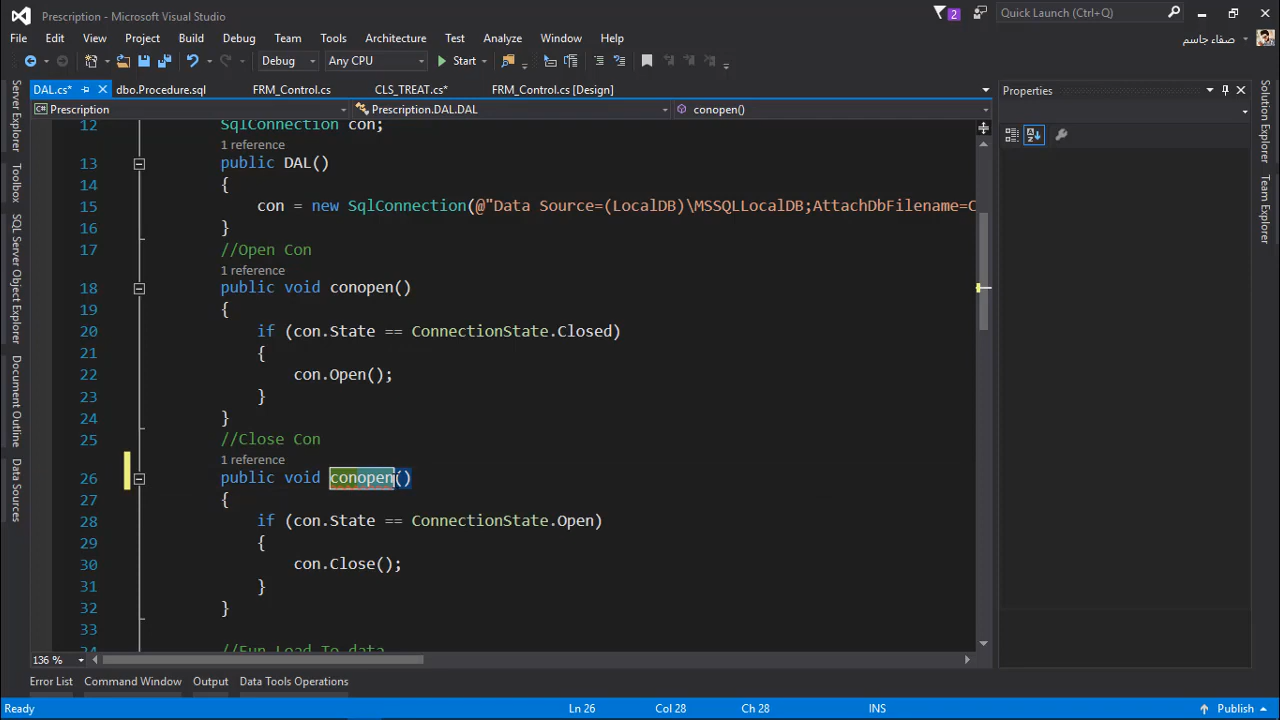 Prescription - Microsoft Visual Studio
2
Quick Launch (Ctrl+Q)
File Edit View Project Build Debug Team Tools Architecture Test Analyze Window Help
صفاء جاسم
Debug Any CPU Start
DAL.cs* dbo.Procedure.sql FRM_Control.cs CLS_TREAT.cs* FRM_Control.cs [Design]
Prescription Prescription.DAL.DAL conopen()
Properties
Server Explorer
Toolbox
SQL Server Object Explorer
Document Outline
Data Sources
Solution Explorer
Team Explorer
12 SqlConnection con;
1 reference
13 public DAL()
14 {
15 con = new SqlConnection(@"Data Source=(LocalDB)\MSSQLLocalDB;AttachDbFilename=C
16 }
17 //Open Con
1 reference
18 public void conopen()
19 {
20 if (con.State == ConnectionState.Closed)
21 {
22 con.Open();
23 }
24 }
25 //Close Con
1 reference
26 public void conopen()
27 {
28 if (con.State == ConnectionState.Open)
29 {
30 con.Close();
31 }
32 }
33
34 //Fun Load To data
136 %
Error List Command Window Output Data Tools Operations
Ready Ln 26 Col 28 Ch 28 INS Publish